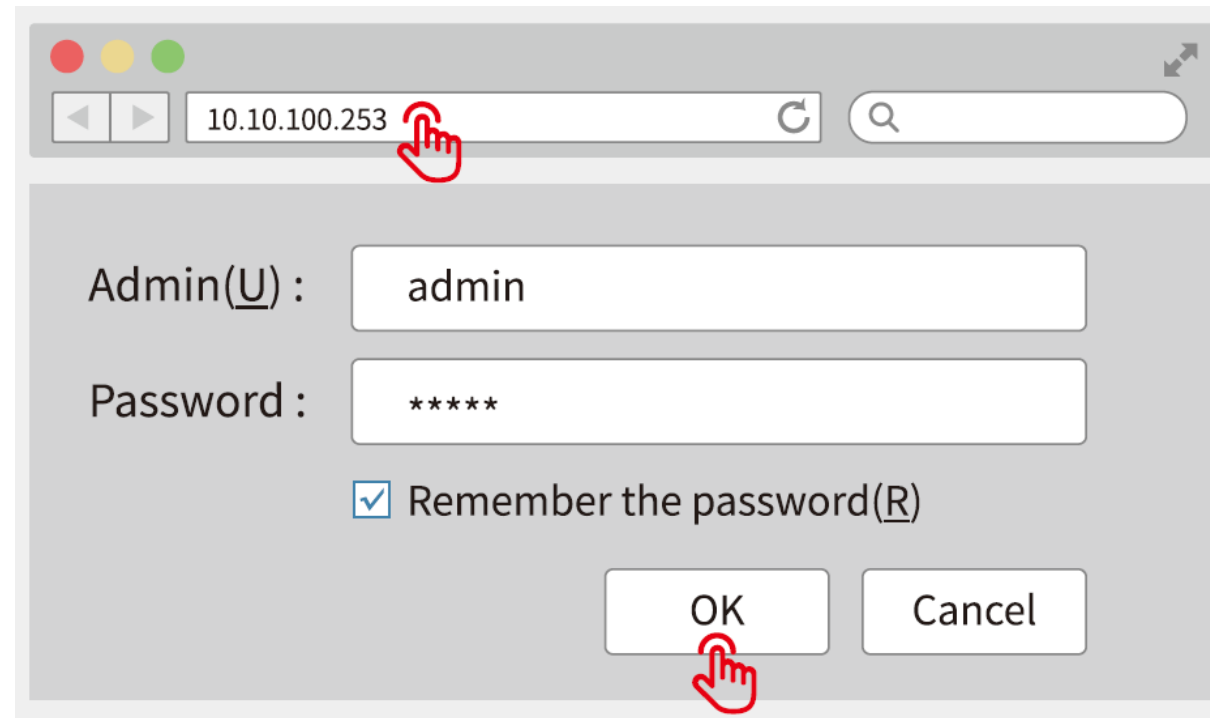 10.10.100.253
Admin(U) :
admin
Password :
*****
Remember the password(R)
OK
Cancel